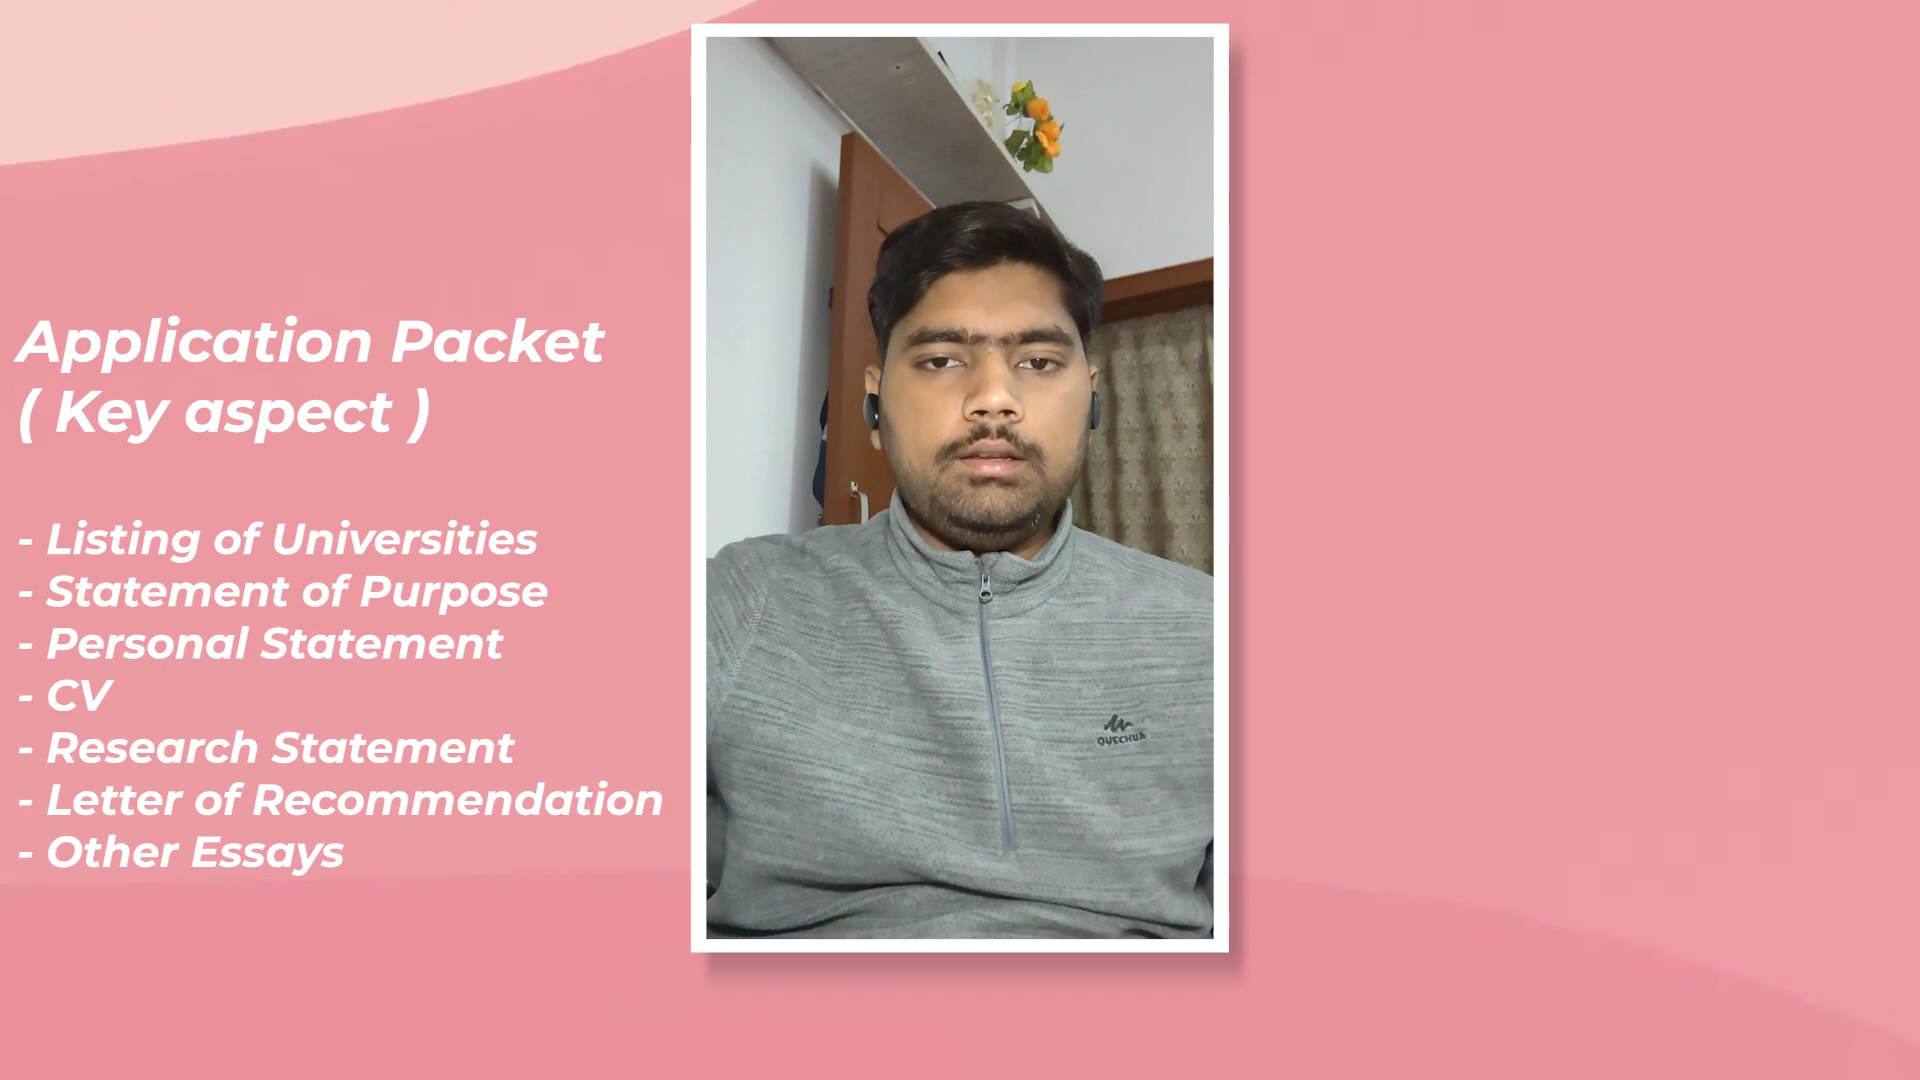 Application Packet
( Key aspect )
- Listing of Universities
- Statement of Purpose
- Personal Statement
- CV
- Research Statement
- Letter of Recommendation
- Other Essays
QUECHUA